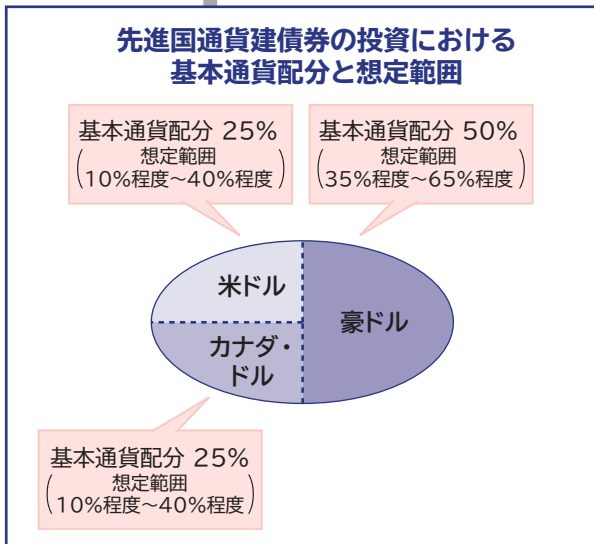 先進国通貨建債券の投資における
基本通貨配分と想定範囲
基本通貨配分 25%
想定範囲
(10%程度~40%程度)
基本通貨配分 50%
想定範囲
(35%程度~65%程度)
米ドル
豪ドル
カナダ・
ドル
基本通貨配分 25%
想定範囲
(10%程度~40%程度)